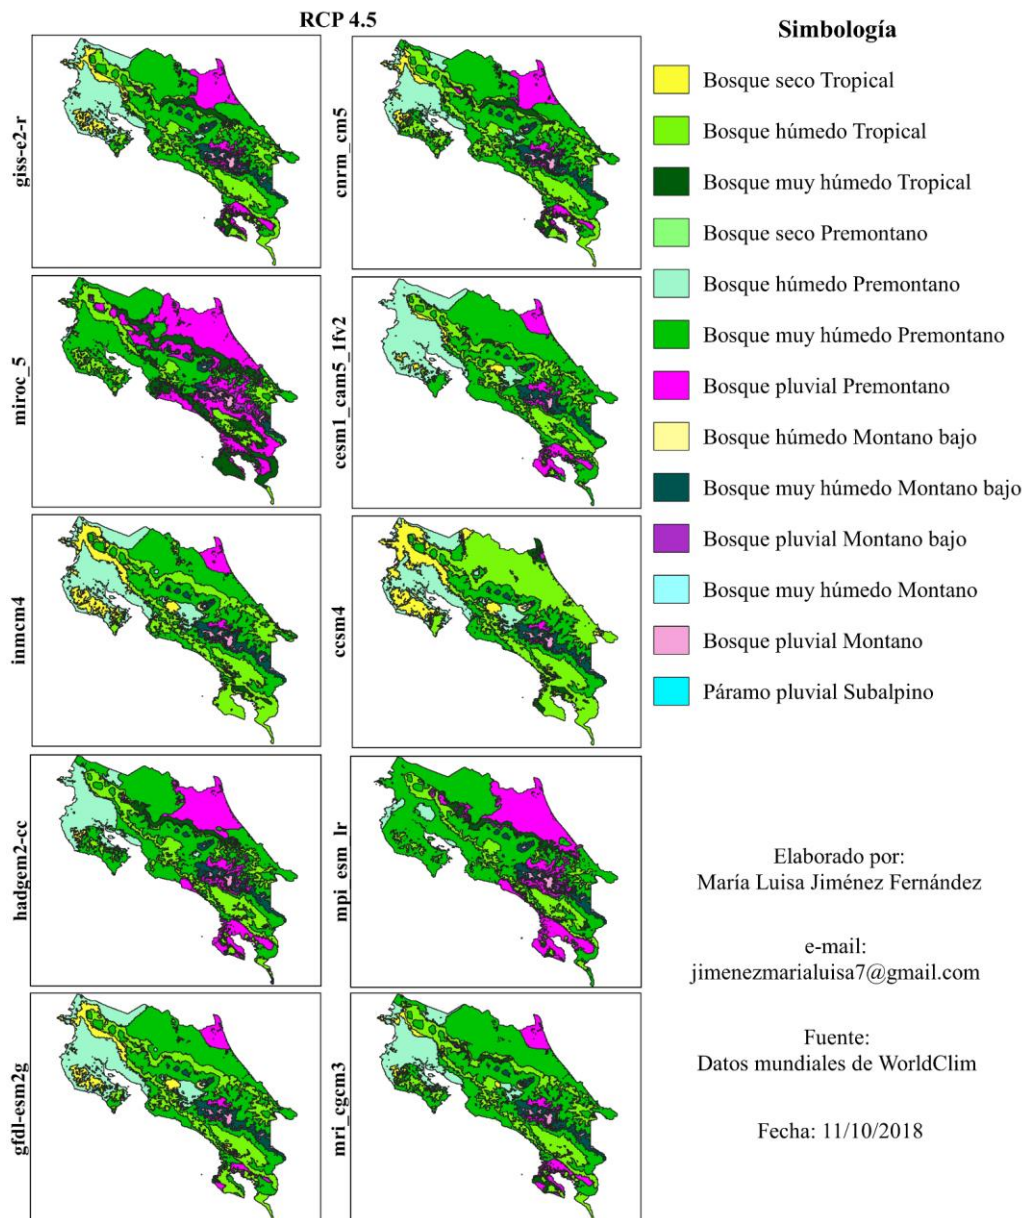 RCP 4.5
giss-e2-r
cnrm_cm5
miroc_5
cesm1_cam5_1fv2
inmcm4
ccsm4
hadgem2-cc
mpi_esm_lr
gfdl-esm2g
mri_cgcm3
Simbología
Bosque seco Tropical
Bosque húmedo Tropical
Bosque muy húmedo Tropical
Bosque seco Premontano
Bosque húmedo Premontano
Bosque muy húmedo Premontano
Bosque pluvial Premontano
Bosque húmedo Montano bajo
Bosque muy húmedo Montano bajo
Bosque pluvial Montano bajo
Bosque muy húmedo Montano
Bosque pluvial Montano
Páramo pluvial Subalpino
Elaborado por:
María Luisa Jiménez Fernández
e-mail:
jimenezmarialuisa7@gmail.com
Fuente:
Datos mundiales de WorldClim
Fecha: 11/10/2018